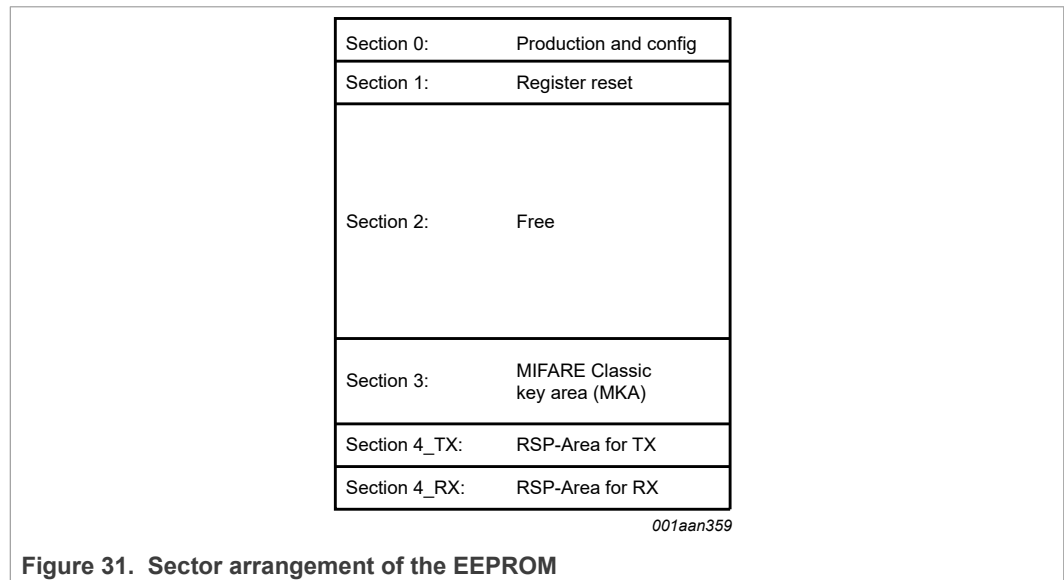 Section 0: Production and config
Section 1: Register reset
Section 2: Free
Section 3: MIFARE Classic
key area (MKA)
Section 4_TX: RSP-Area for TX
Section 4_RX: RSP-Area for RX
001aan359
Figure 31. Sector arrangement of the EEPROM